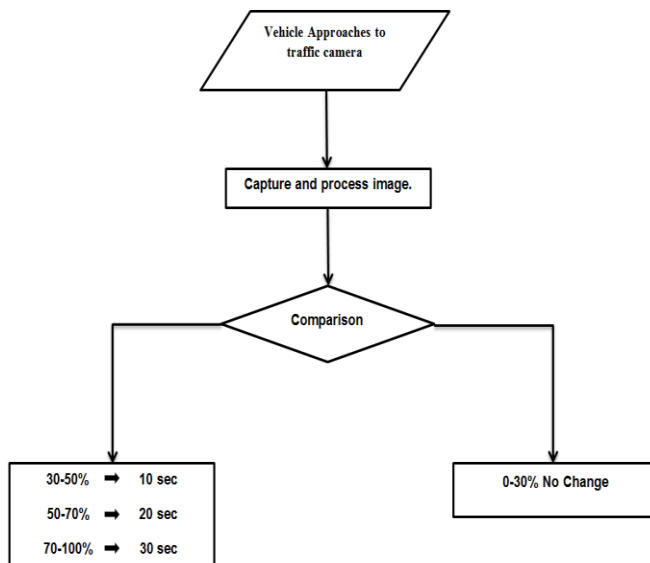 Vehicle Approaches to
traffic camera
Capture and process image.
Comparison
30-50% ➡ 10 sec
50-70% ➡ 20 sec
70-100% ➡ 30 sec
0-30% No Change